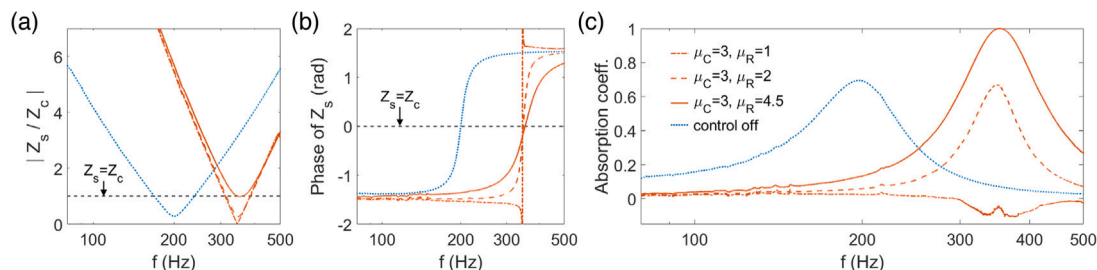 (a)
| Z_s / Z_c |
6
4
2
0
Z_s=Z_c
100
200
300
500
f (Hz)
(b)
Phase of Z_s (rad)
2
1
0
-1
-2
Z_s=Z_c
100
200
300
500
f (Hz)
(c)
Absorption coeff.
1
0.8
0.6
0.4
0.2
0
μ_C=3, μ_R=1
μ_C=3, μ_R=2
μ_C=3, μ_R=4.5
control off
100
200
300
400
500
f (Hz)